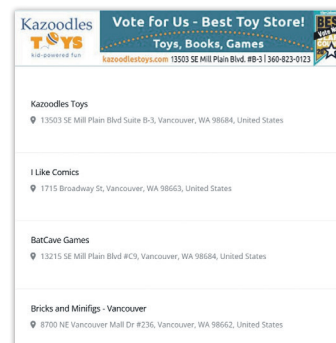 Kazoodles
TOYS
kid-powered fun
Vote for Us - Best Toy Store!
Toys, Books, Games
kazoodlestoys.com 13503 SE Mill Plain Blvd. #B-3 | 360-823-0123
Kazoodles Toys
13503 SE Mill Plain Blvd Suite B-3, Vancouver, WA 98684, United States
I Like Comics
1715 Broadway St, Vancouver, WA 98663, United States
BatCave Games
13215 SE Mill Plain Blvd #C9, Vancouver, WA 98684, United States
Bricks and Minifigs - Vancouver
8700 NE Vancouver Mall Dr #236, Vancouver, WA 98662, United States